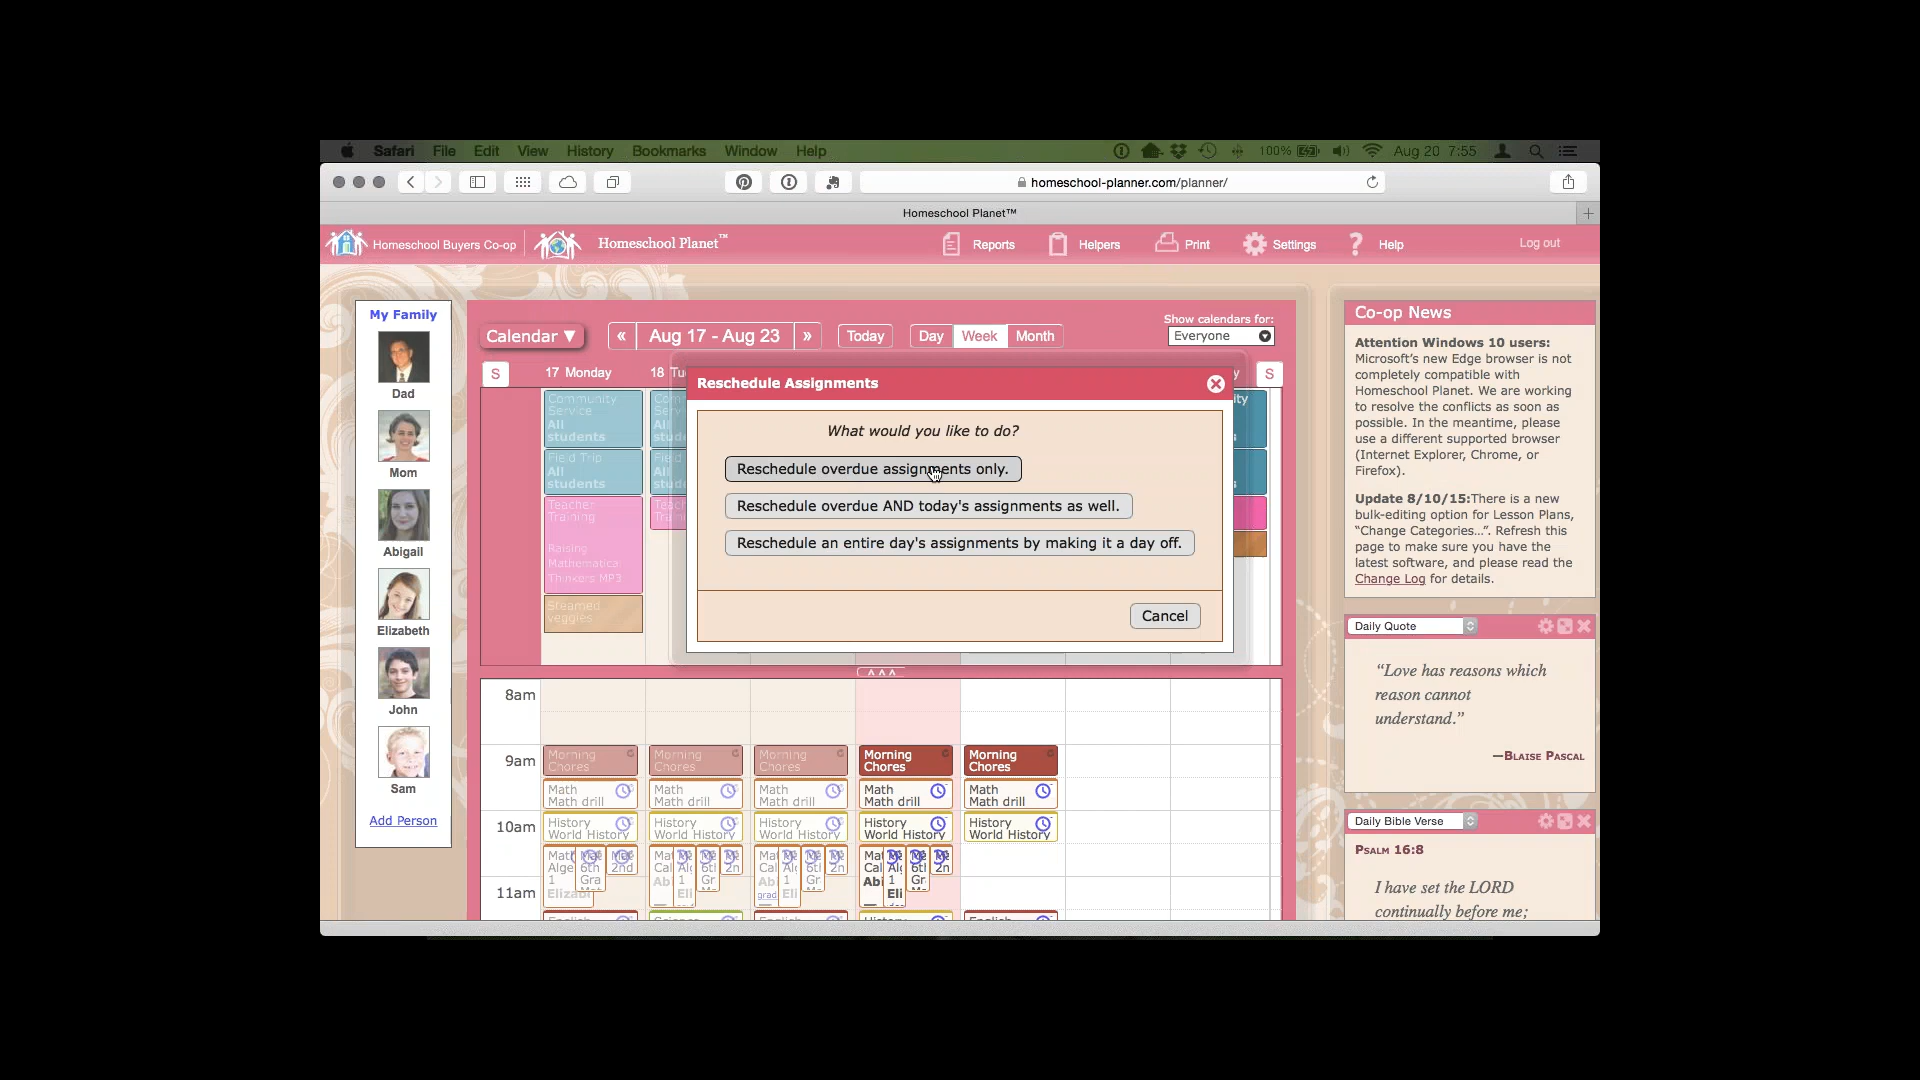 Safari File Edit View History Bookmarks Window Help 100% Aug 20 7:55
homeschool-planner.com/planner/
Homeschool Planet™
Homeschool Buyers Co-op Homeschool Planet™ Reports Helpers Print Settings Help Log out
My Family
Dad
Mom
Abigail
Elizabeth
John
Sam
Add Person
Calendar ▼ « Aug 17 - Aug 23 » Today Day Week Month
Show calendars for:
Everyone
S 17 Monday 18 Tu y S
Reschedule Assignments
What would you like to do?
Reschedule overdue assignments only.
Reschedule overdue AND today's assignments as well.
Reschedule an entire day's assignments by making it a day off.
Cancel
Community
Service
All
students
Field Trip
All
students
Teacher
Training
Raising
Mathematical
Thinkers MP3
Steamed
veggies
8am
9am
10am
11am
Morning Morning Morning Morning Morning
Chores Chores Chores Chores Chores
Math Math Math Math Math
Math drill Math drill Math drill Math drill Math drill
History History History History History
World History World History World History World History World History
Co-op News
Attention Windows 10 users:
Microsoft's new Edge browser is not
completely compatible with
Homeschool Planet. We are working
to resolve the conflicts as soon as
possible. In the meantime, please
use a different supported browser
(Internet Explorer, Chrome, or
Firefox).
Update 8/10/15:There is a new
bulk-editing option for Lesson Plans,
"Change Categories...". Refresh this
page to make sure you have the
latest software, and please read the
Change Log for details.
Daily Quote
“Love has reasons which
reason cannot
understand.”
—Blaise Pascal
Daily Bible Verse
Psalm 16:8
I have set the LORD
continually before me;